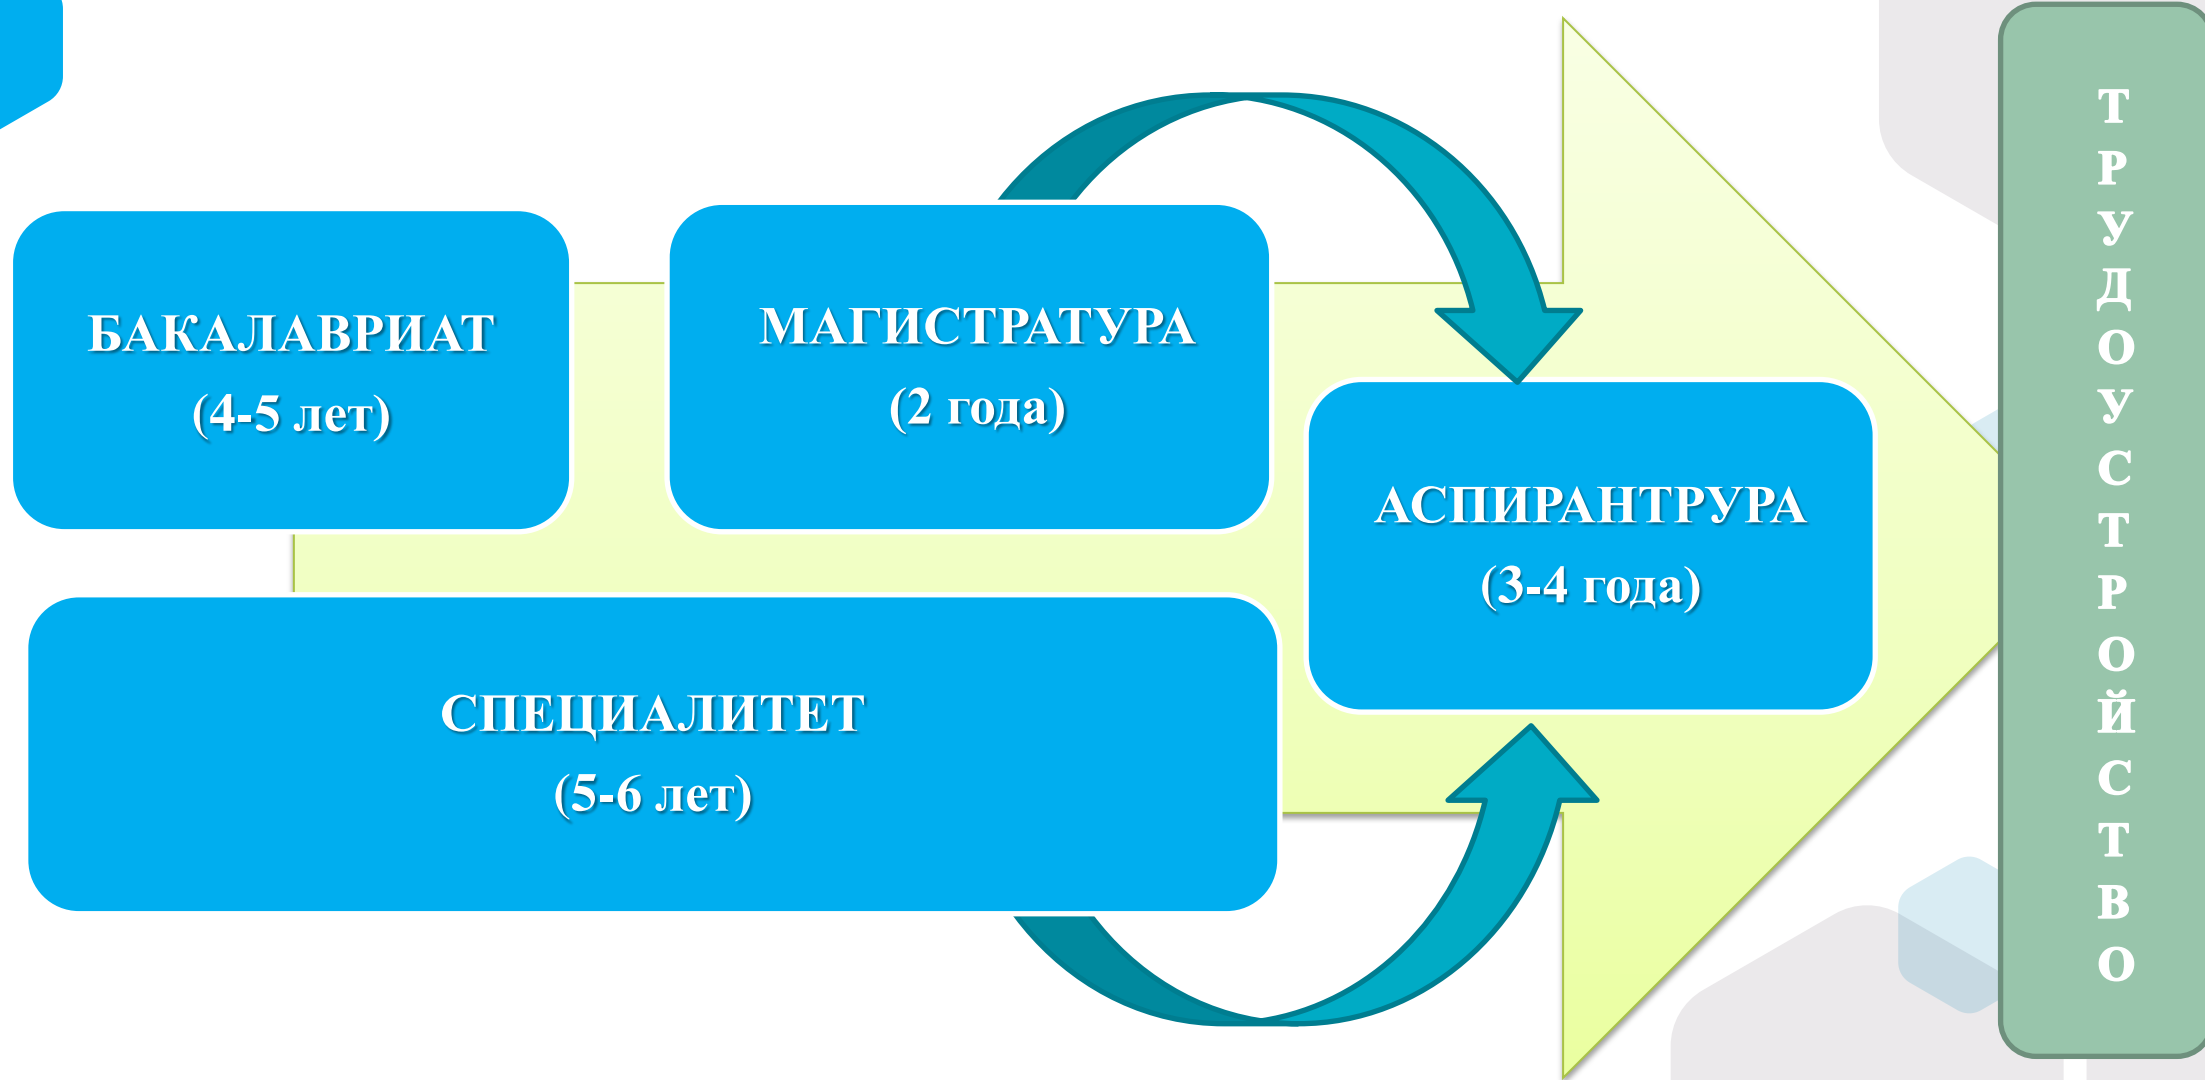 БАКАЛАВРИАТ
(4-5 лет)
МАГИСТРАТУРА
(2 года)
АСПИРАНТРУРА
(3-4 года)
СПЕЦИАЛИТЕТ
(5-6 лет)
Т
Р
У
Д
О
У
С
Т
Р
О
Й
С
Т
В
О